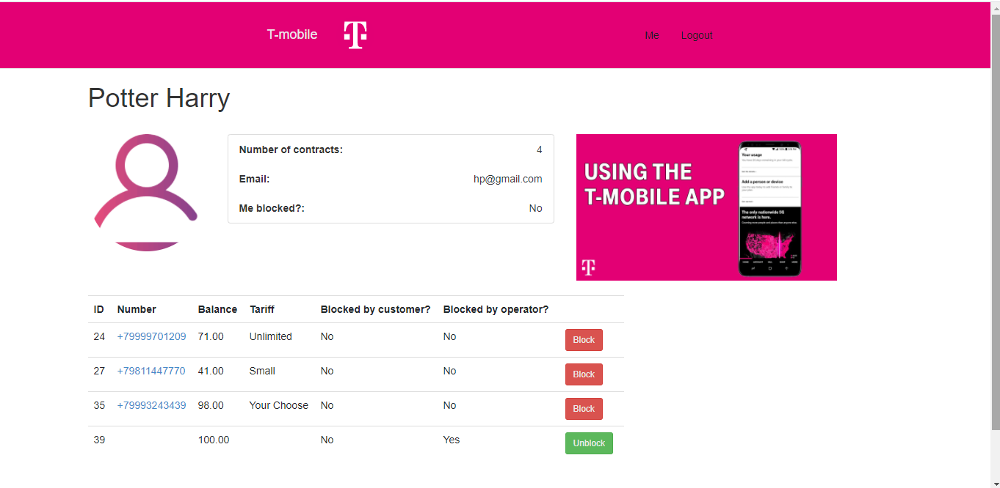 T-mobile
Me Logout
Potter Harry
Number of contracts: 4
Email: hp@gmail.com
Me blocked?: No
USING THE
T-MOBILE APP
Your usage
Add a person or device
The only nationwide 5G
network is here.
ID Number Balance Tariff Blocked by customer? Blocked by operator?
24 +79999701209 71.00 Unlimited No No Block
27 +79811447770 41.00 Small No No Block
35 +79993243439 98.00 Your Choose No No Block
39 100.00 No Yes Unblock